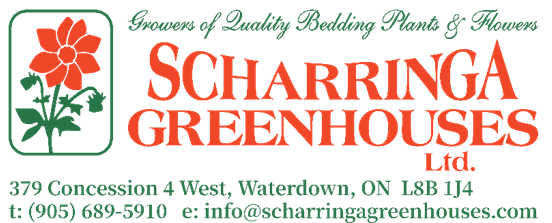 Growers of Quality Bedding Plants & Flowers
SCHARRINGA
GREENHOUSES
Ltd.
379 Concession 4 West, Waterdown, ON L8B 1J4
t: (905) 689-5910 e: info@scharringagreenhouses.com